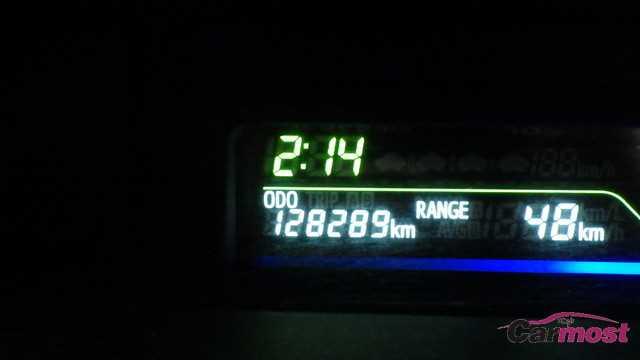 2:14
ODO
128289km
RANGE
48km
Carmost